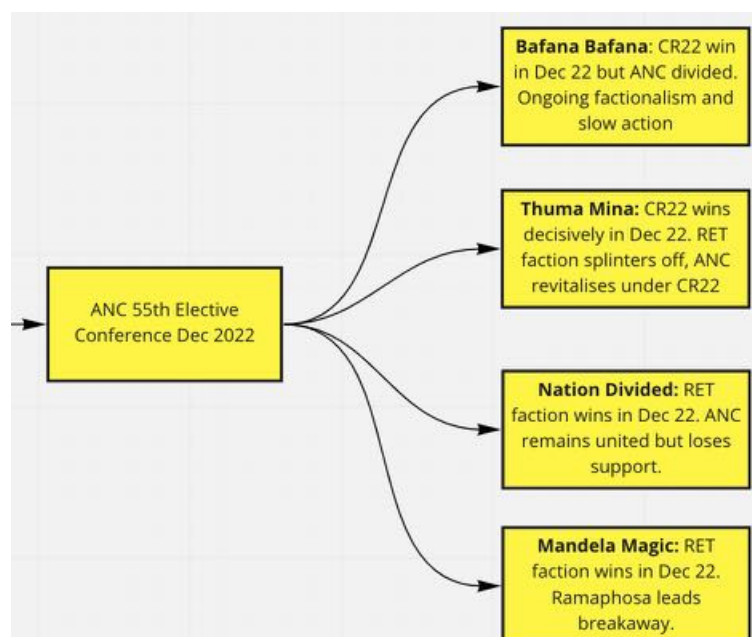 Bafana Bafana: CR22 win
in Dec 22 but ANC divided.
Ongoing factionalism and
slow action
Thuma Mina: CR22 wins
decisively in Dec 22. RET
faction splinters off, ANC
revitalises under CR22
ANC 55th Elective
Conference Dec 2022
Nation Divided: RET
faction wins in Dec 22. ANC
remains united but loses
support.
Mandela Magic: RET
faction wins in Dec 22.
Ramaphosa leads
breakaway.